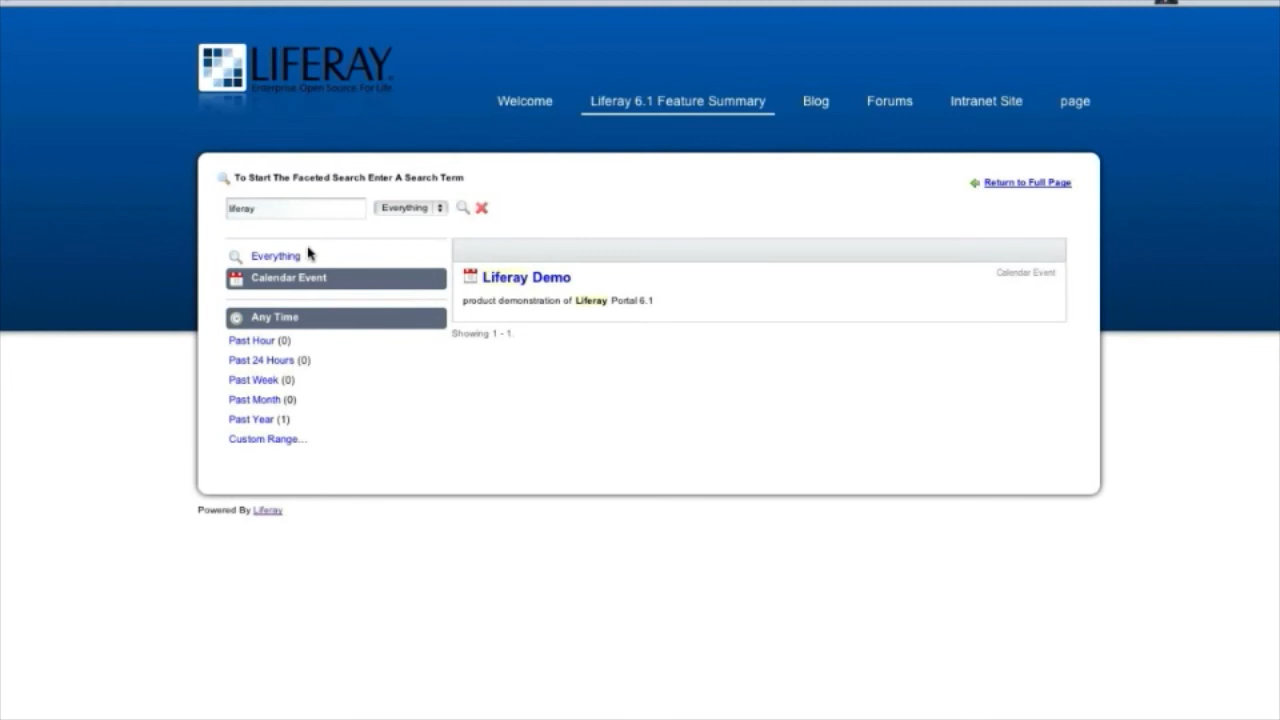 LIFERAY.
Enterprise. Open Source. For Life.
Welcome Liferay 6.1 Feature Summary Blog Forums Intranet Site page
To Start The Faceted Search Enter A Search Term
Return to Full Page
liferay Everything
Everything
Calendar Event
Any Time
Past Hour (0)
Past 24 Hours (0)
Past Week (0)
Past Month (0)
Past Year (1)
Custom Range...
Liferay Demo Calendar Event
product demonstration of Liferay Portal 6.1
Showing 1 - 1.
Powered By Liferay